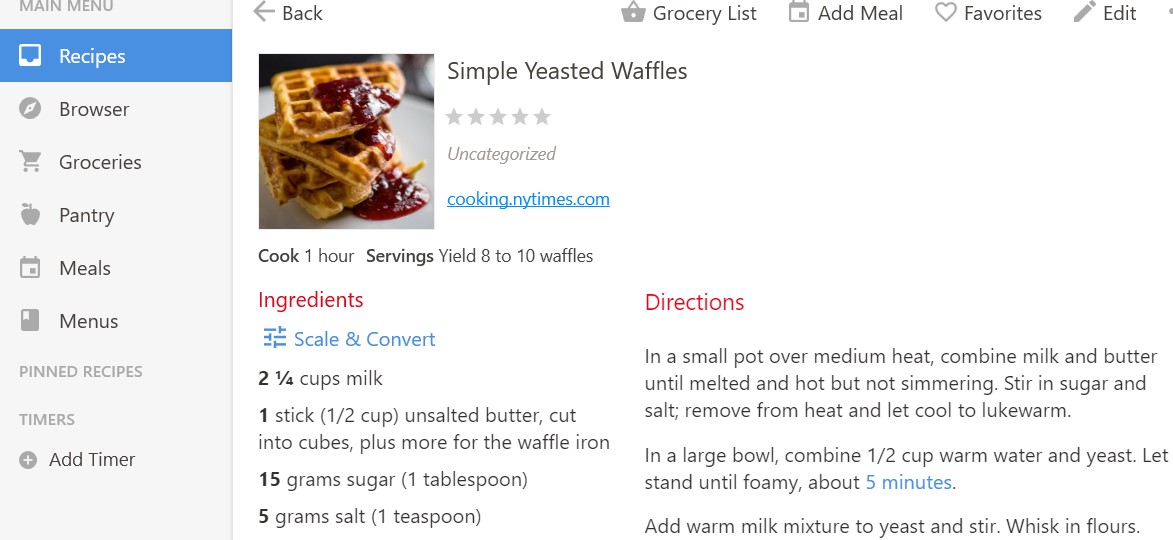 MAIN MENU
Back
Grocery List
Add Meal
Favorites
Edit
Recipes
Browser
Groceries
Pantry
Meals
Menus
PINNED RECIPES
TIMERS
Add Timer
Simple Yeasted Waffles
Uncategorized
cooking.nytimes.com
Cook 1 hour Servings Yield 8 to 10 waffles
Ingredients
Scale & Convert
2 ¼ cups milk
1 stick (1/2 cup) unsalted butter, cut
into cubes, plus more for the waffle iron
15 grams sugar (1 tablespoon)
5 grams salt (1 teaspoon)
Directions
In a small pot over medium heat, combine milk and butter
until melted and hot but not simmering. Stir in sugar and
salt; remove from heat and let cool to lukewarm.
In a large bowl, combine 1/2 cup warm water and yeast. Let
stand until foamy, about 5 minutes.
Add warm milk mixture to yeast and stir. Whisk in flours.